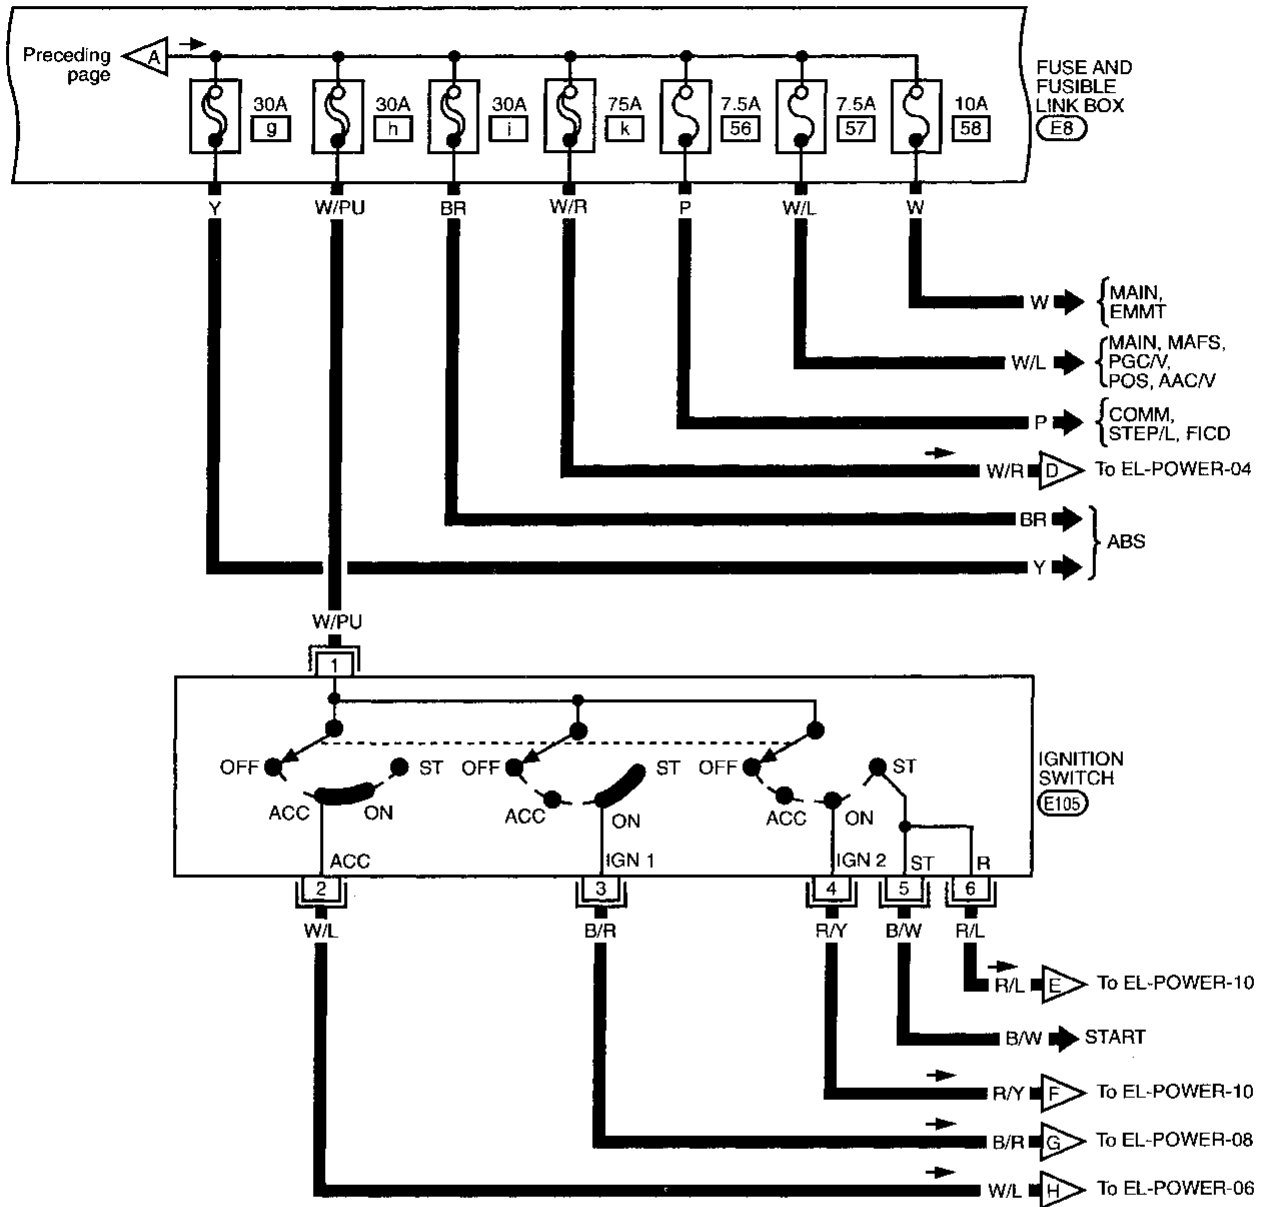 Preceding
page
A
30A
g
30A
h
30A
i
75A
k
7.5A
56
7.5A
57
10A
58
FUSE AND
FUSIBLE
LINK BOX
E8
Y
W/PU
BR
W/R
P
W/L
W
W
MAIN,
EMMT
W/L
MAIN, MAFS,
PGC/V,
POS, AAC/V
P
COMM,
STEP/L, FICD
W/R
D
To EL-POWER-04
BR
Y
ABS
W/PU
1
OFF
ACC
ON
ST
OFF
ACC
ON
ST
OFF
ACC
ON
ST
IGNITION
SWITCH
E105
ACC
IGN 1
IGN 2
ST
R
2
3
4
5
6
W/L
B/R
R/Y
B/W
R/L
R/L
E
To EL-POWER-10
B/W
START
R/Y
F
To EL-POWER-10
B/R
G
To EL-POWER-08
W/L
H
To EL-POWER-06